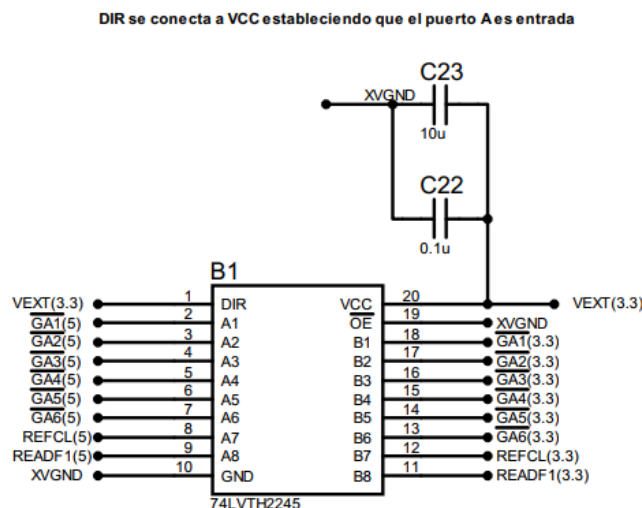 DIR se conecta a VCC estableciendo que el puerto A es entrada
C23
XVGND
10u
C22
0.1u
B1
VEXT(3.3) 1 DIR VCC 20 VEXT(3.3)
GA1(5) 2 A1 OE 19 XVGND
GA2(5) 3 A2 B1 18 GA1(3.3)
GA3(5) 4 A3 B2 17 GA2(3.3)
GA4(5) 5 A4 B3 16 GA3(3.3)
GA5(5) 6 A5 B4 15 GA4(3.3)
GA6(5) 7 A6 B5 14 GA5(3.3)
REFCL(5) 8 A7 B6 13 GA6(3.3)
READF1(5) 9 A8 B7 12 REFCL(3.3)
XVGND 10 GND B8 11 READF1(3.3)
74LVTH2245